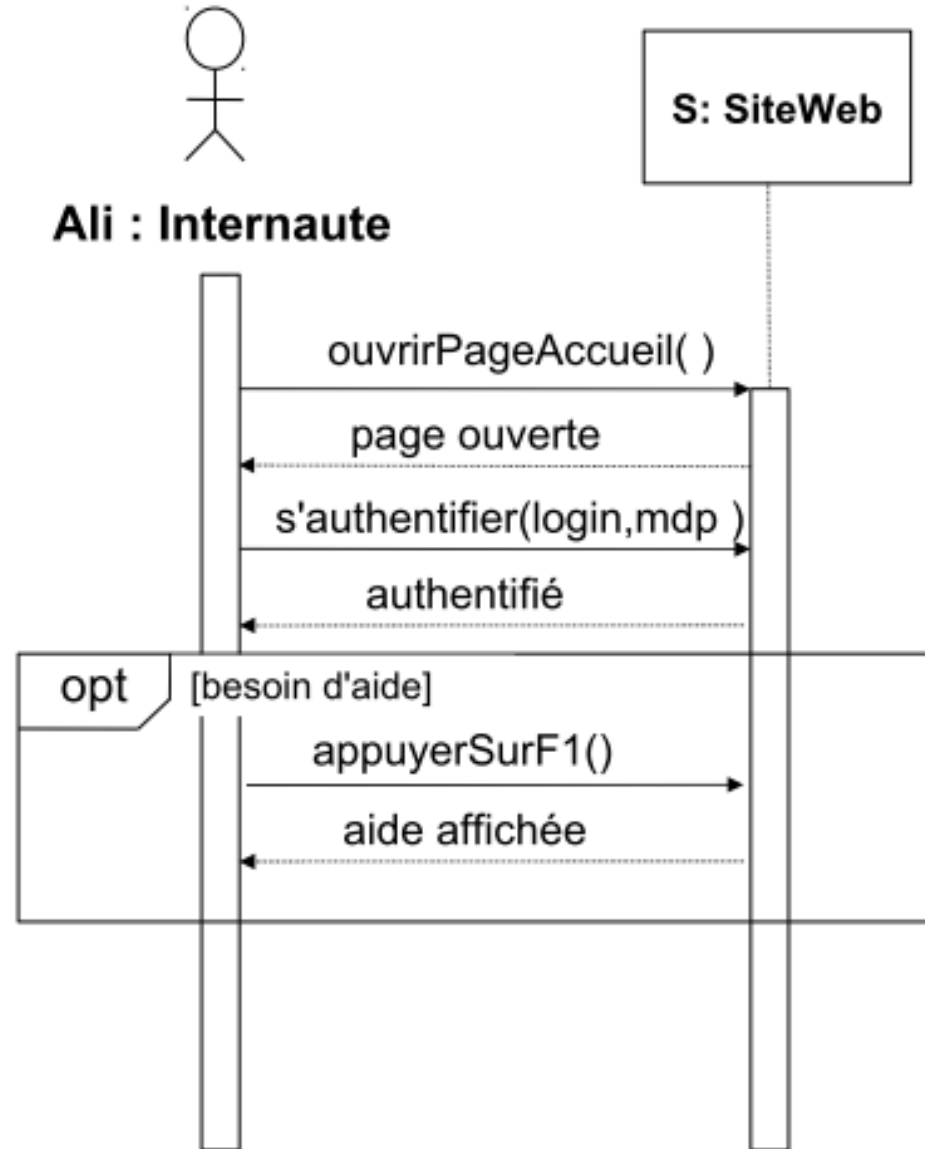 S: SiteWeb
Ali : Internaute
ouvrirPageAccueil( )
page ouverte
s'authentifier(login,mdp )
authentifié
opt
[besoin d'aide]
appuyerSurF1()
aide affichée